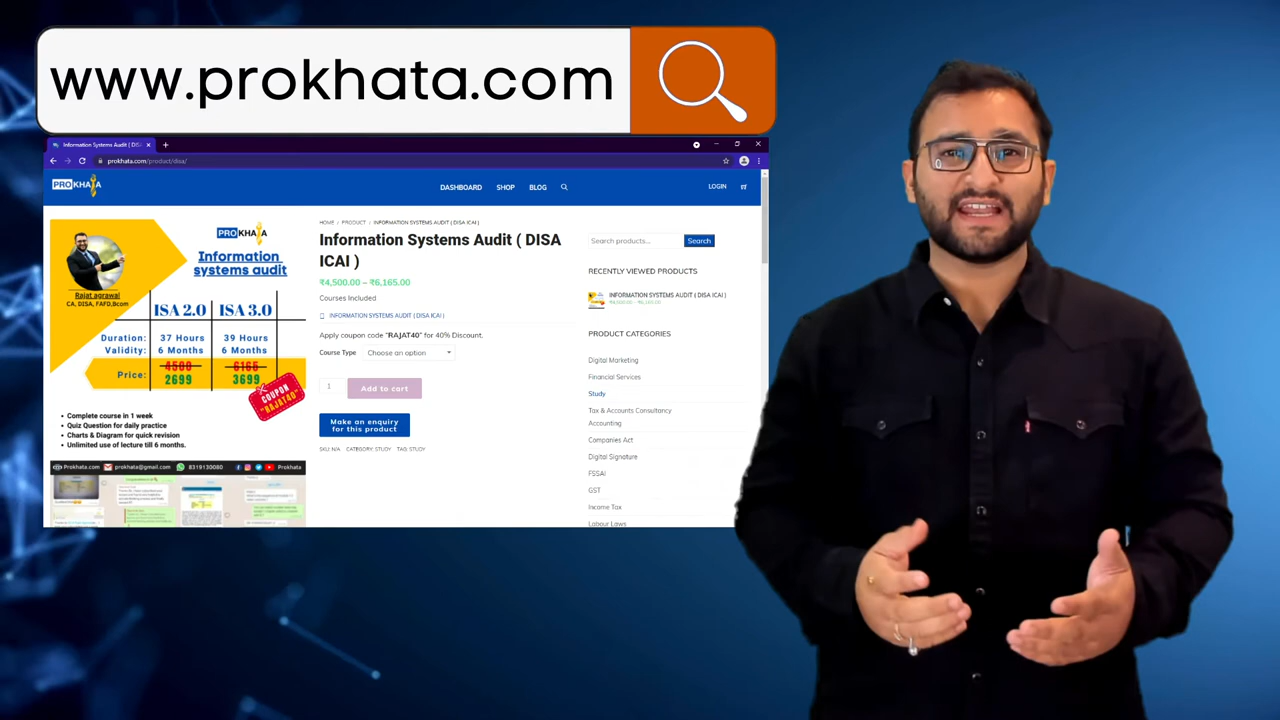 www.prokhata.com
Information Systems Audit ( DIS
prokhata.com/product/disa/
PROKHATA
DASHBOARD SHOP BLOG
LOGIN
PROKHATA
Information
systems audit
Rajat agrawal
CA, DISA, FAFD,Bcom
ISA 2.0 ISA 3.0
Duration: 37 Hours 39 Hours
Validity: 6 Months 6 Months
4500 6165
Price: 2699 3699
COUPON
"RAJAT40"
• Complete course in 1 week
• Quiz Question for daily practice
• Charts & Diagram for quick revision
• Unlimited use of lecture till 6 months.
Prokhata.com prokhata@gmail.com 8319130080 Prokhata
HOME / PRODUCT / INFORMATION SYSTEMS AUDIT ( DISA ICAI )
Information Systems Audit ( DISA
ICAI )
₹4,500.00 – ₹6,165.00
Courses Included
INFORMATION SYSTEMS AUDIT ( DISA ICAI )
Apply coupon code "RAJAT40" for 40% Discount.
Course Type Choose an option
1 Add to cart
Make an enquiry
for this product
SKU: N/A CATEGORY: STUDY TAG: STUDY
Search products... Search
RECENTLY VIEWED PRODUCTS
INFORMATION SYSTEMS AUDIT ( DISA ICAI )
₹4,500.00 – ₹6,165.00
PRODUCT CATEGORIES
Digital Marketing
Financial Services
Study
Tax & Accounts Consultancy
Accounting
Companies Act
Digital Signature
FSSAI
GST
Income Tax
Labour Laws